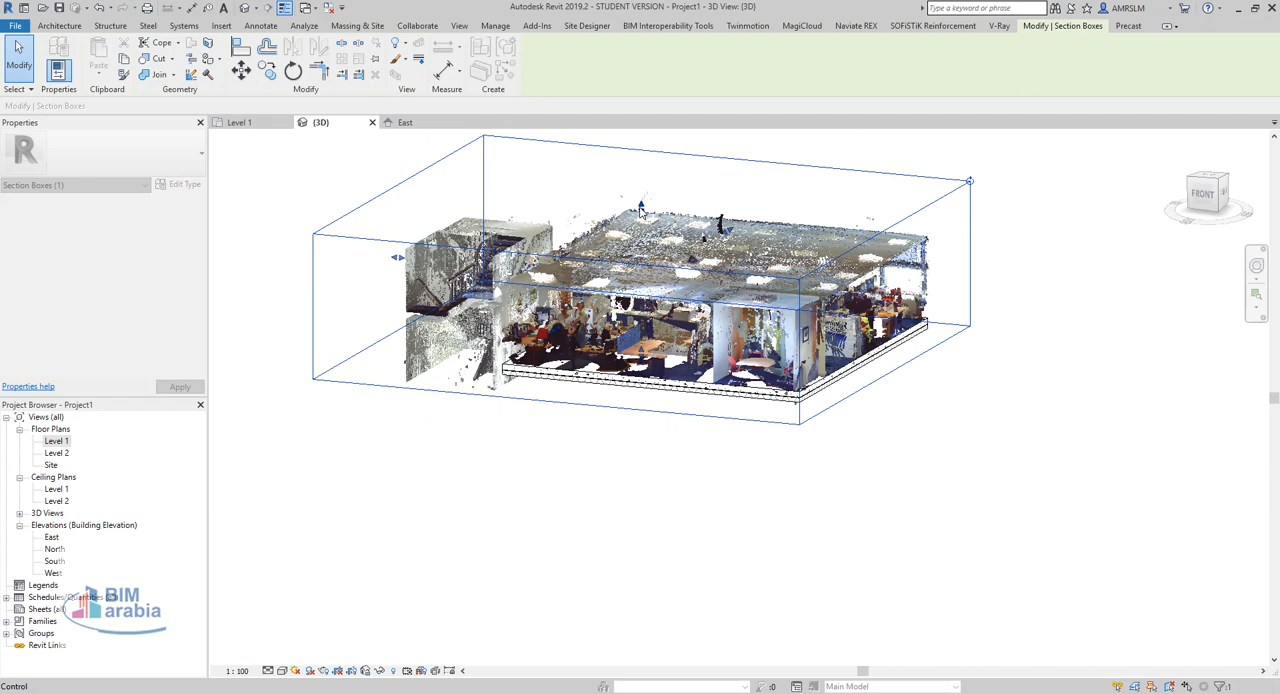 Autodesk Revit 2019.2 - STUDENT VERSION - Project1 - 3D View: {3D}
Type a keyword or phrase
AMRSLM
File Architecture Structure Steel Systems Insert Annotate Analyze Massing & Site Collaborate View Manage Add-Ins Site Designer BIM Interoperability Tools Twinmotion MagiCloud Naviate REX SOFiSTiK Reinforcement V-Ray Modify | Section Boxes Precast
Modify
Paste
Cope
Cut
Join
Select Properties Clipboard Geometry Modify View Measure Create
Modify | Section Boxes
Properties
Level 1
{3D}
East
Section Boxes (1)
Edit Type
FRONT
Properties help
Apply
Project Browser - Project1
Views (all)
Floor Plans
Level 1
Level 2
Site
Ceiling Plans
Level 1
Level 2
3D Views
Elevations (Building Elevation)
East
North
South
West
Legends
Sheets (all
Families
Groups
Revit Links
BIM
arabia
1 : 100
Control
:0
Main Model
:1